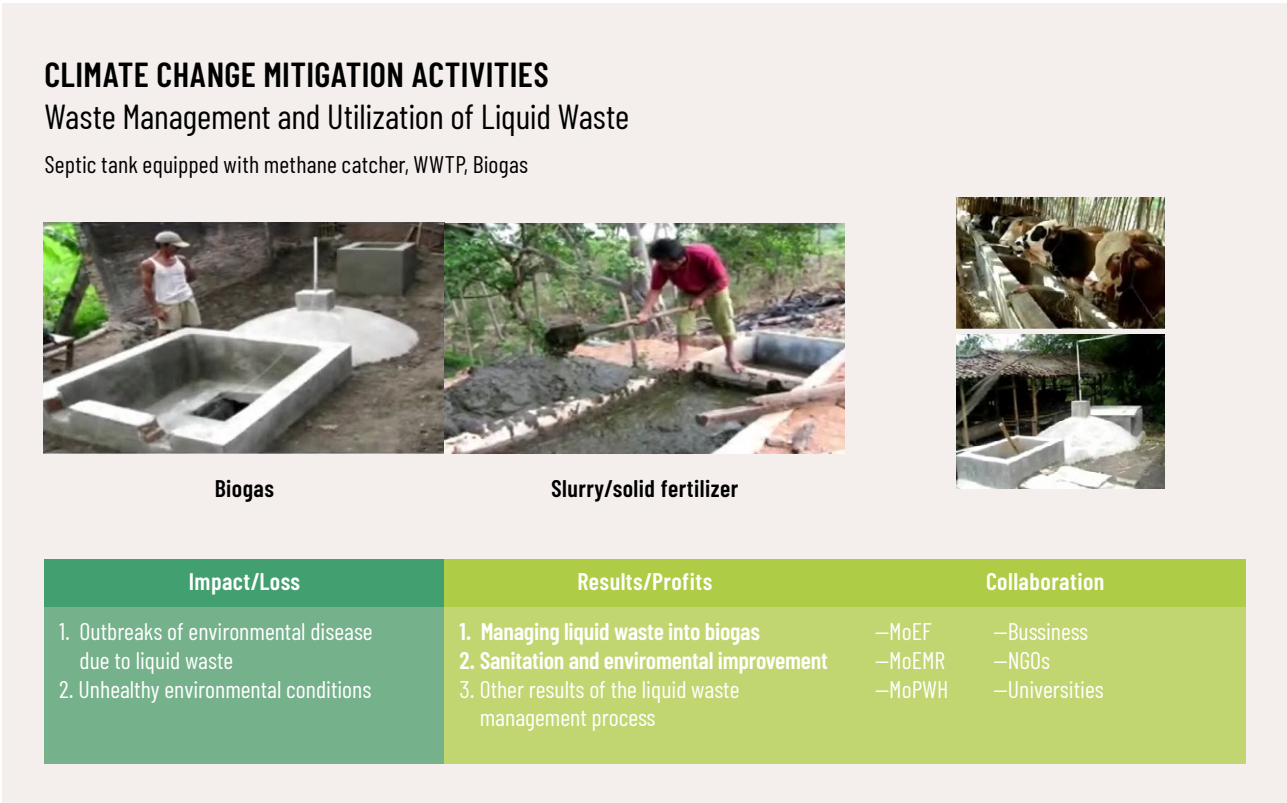 CLIMATE CHANGE MITIGATION ACTIVITIES
Waste Management and Utilization of Liquid Waste
Septic tank equipped with methane catcher, WWTP, Biogas
Biogas
Slurry/solid fertilizer
Impact/Loss
1. Outbreaks of environmental disease
due to liquid waste
2. Unhealthy environmental conditions
Results/Profits
1. Managing liquid waste into biogas
2. Sanitation and enviromental improvement
3. Other results of the liquid waste
management process
Collaboration
—MoEF
—MoEMR
—MoPWH
—Bussiness
—NGOs
—Universities